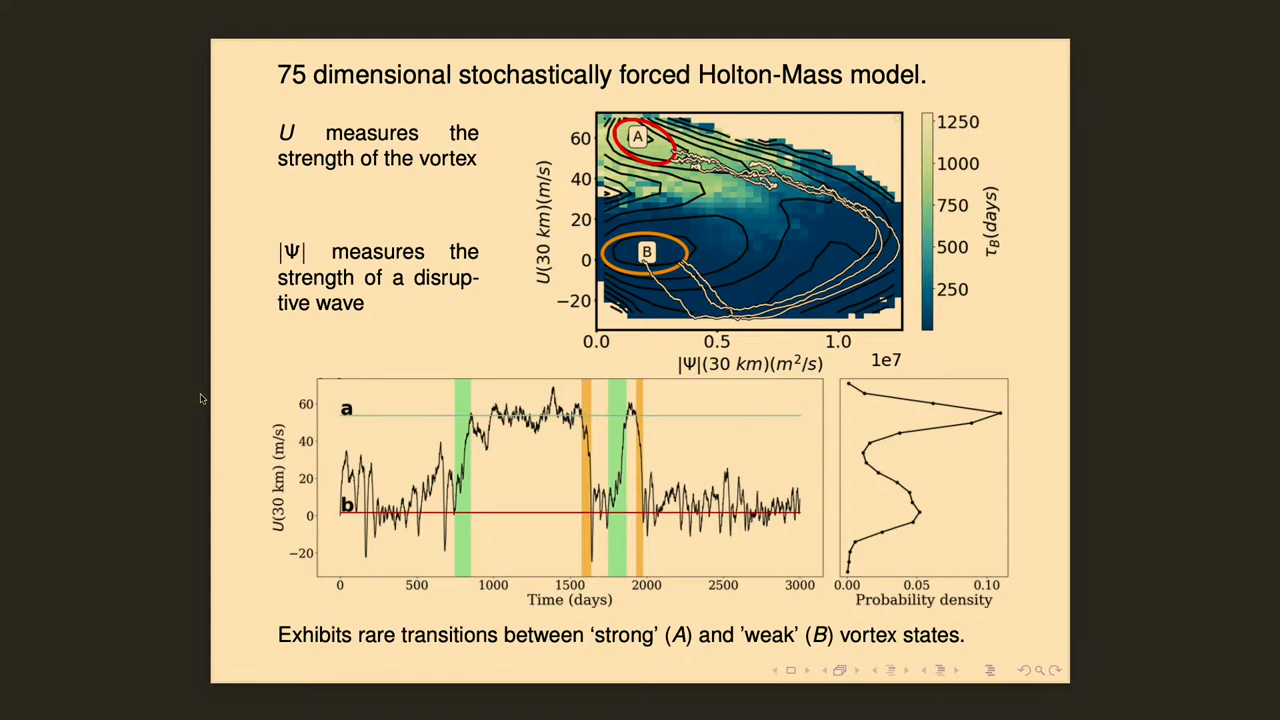 75 dimensional stochastically forced Holton-Mass model.
U measures the
strength of the vortex
|Ψ| measures the
strength of a disrup-
tive wave
A
B
60
40
20
0
−20
U(30 km)(m/s)
0.0 0.5 1.0
|Ψ|(30 km)(m²/s)
1e7
1250
1000
750
500
250
τ_B(days)
a
b
60
40
20
0
−20
U(30 km) (m/s)
0 500 1000 1500 2000 2500 3000
Time (days)
0.00 0.05 0.10
Probability density
Exhibits rare transitions between ‘strong’ (A) and ’weak’ (B) vortex states.